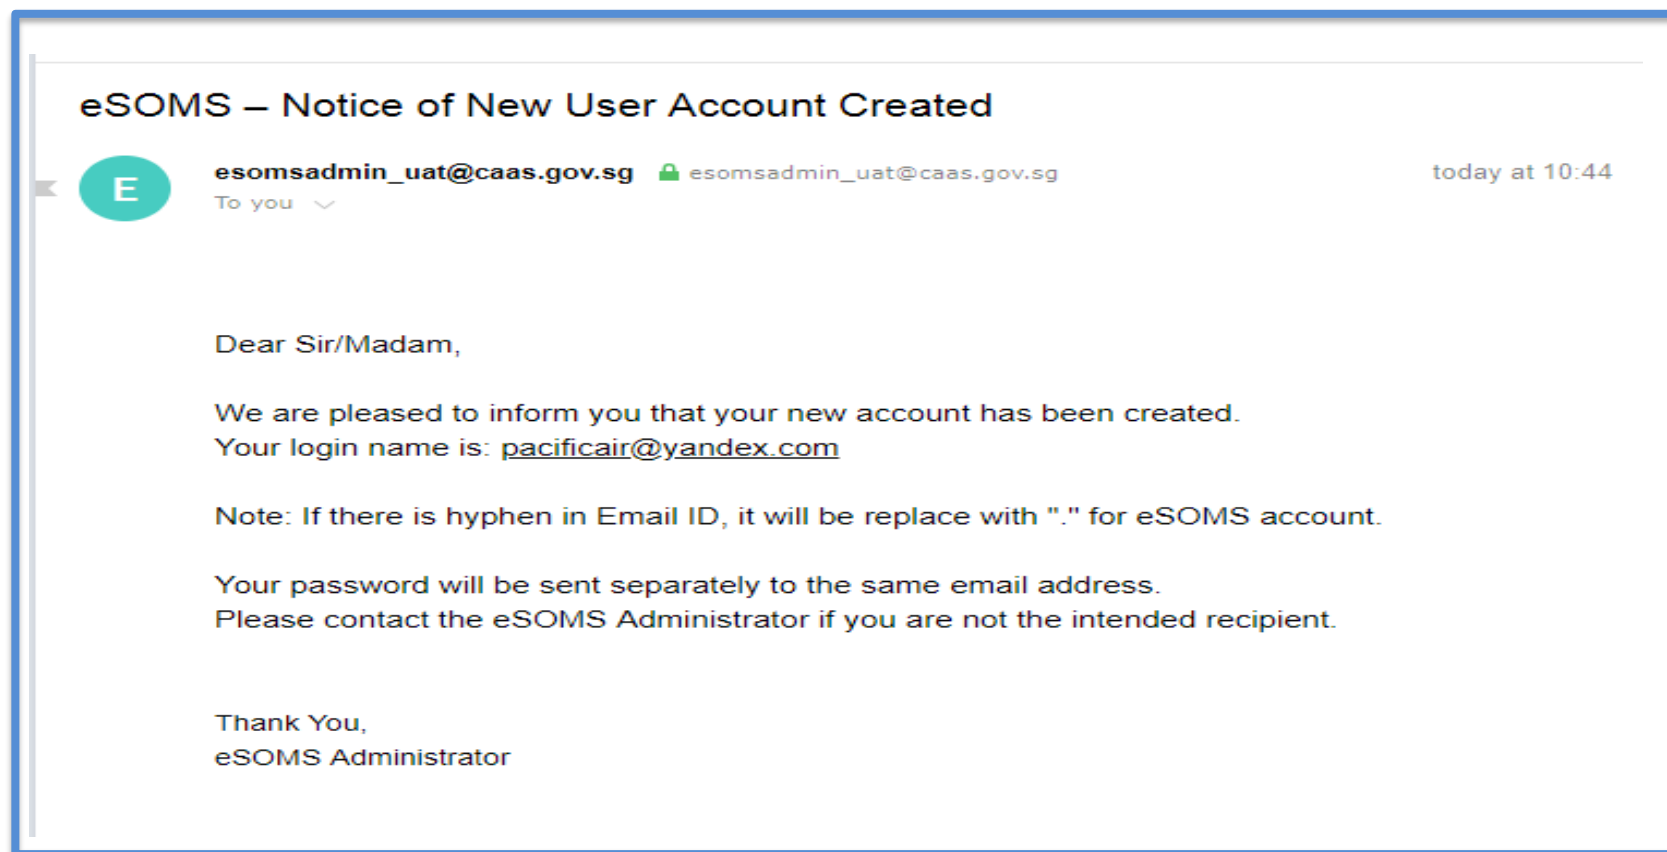 eSOMS – Notice of New User Account Created
E
esomsadmin_uat@caas.gov.sg esomsadmin_uat@caas.gov.sg today at 10:44
To you
Dear Sir/Madam,
We are pleased to inform you that your new account has been created.
Your login name is: pacificair@yandex.com
Note: If there is hyphen in Email ID, it will be replace with "." for eSOMS account.
Your password will be sent separately to the same email address.
Please contact the eSOMS Administrator if you are not the intended recipient.
Thank You,
eSOMS Administrator